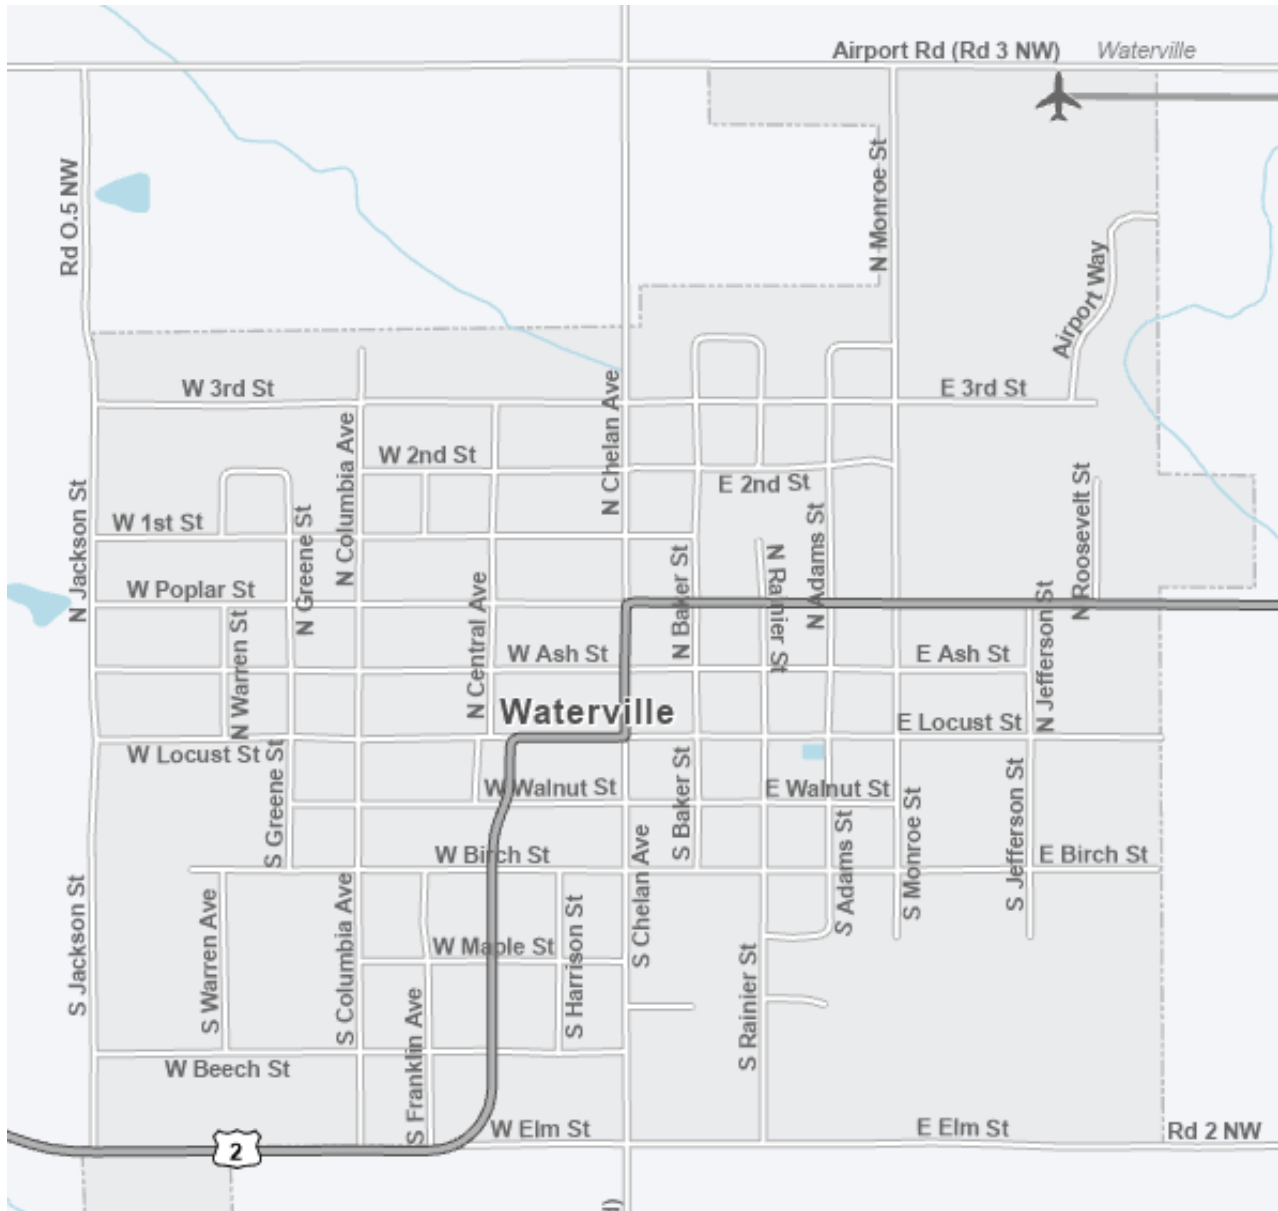 Airport Rd (Rd 3 NW)
Waterville
N Monroe St
Rd O.5 NW
Airport Way
W 3rd St
E 3rd St
N Chelan Ave
N Columbia Ave
W 2nd St
E 2nd St
N Roosevelt St
N Jackson St
W 1st St
N Greene St
N Adams St
N Baker St
N Rainier St
W Poplar St
N Central Ave
N Jefferson St
N Warren St
W Ash St
E Ash St
Waterville
E Locust St
W Locust St
S Greene St
W Walnut St
S Baker St
E Walnut St
S Jefferson St
S Monroe St
S Adams St
W Birch St
E Birch St
S Chelan Ave
S Jackson St
S Warren Ave
S Columbia Ave
W Maple St
S Harrison St
S Rainier St
S Franklin Ave
W Beech St
W Elm St
E Elm St
Rd 2 NW
2